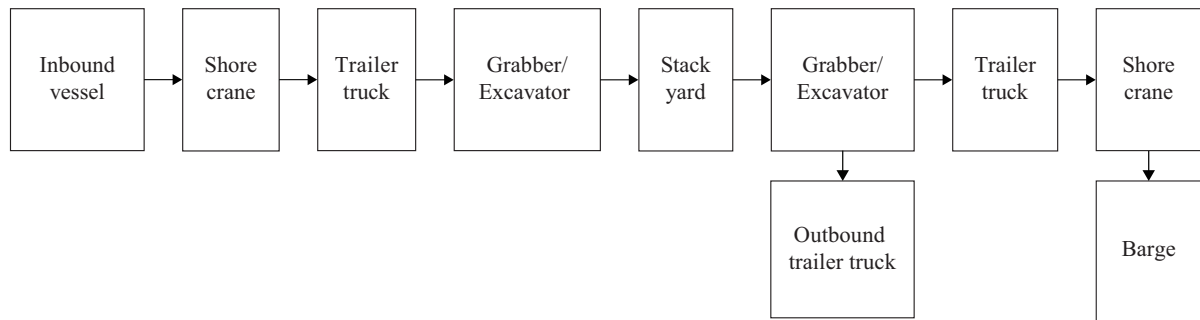 Inbound
vessel
Shore
crane
Trailer
truck
Grabber/
Excavator
Stack
yard
Grabber/
Excavator
Trailer
truck
Shore
crane
Outbound
trailer truck
Barge